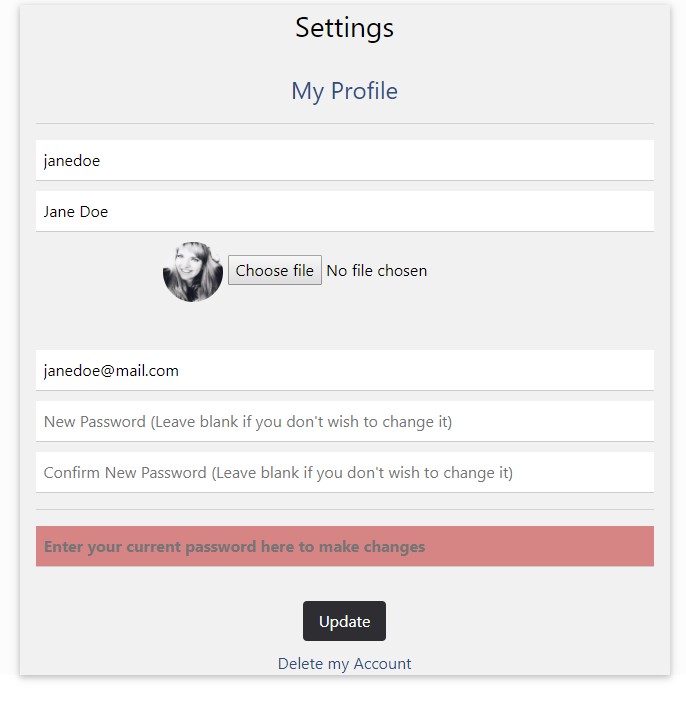 Settings
My Profile
janedoe
Jane Doe
Choose file No file chosen
janedoe@mail.com
New Password (Leave blank if you don't wish to change it)
Confirm New Password (Leave blank if you don't wish to change it)
Enter your current password here to make changes
Update
Delete my Account